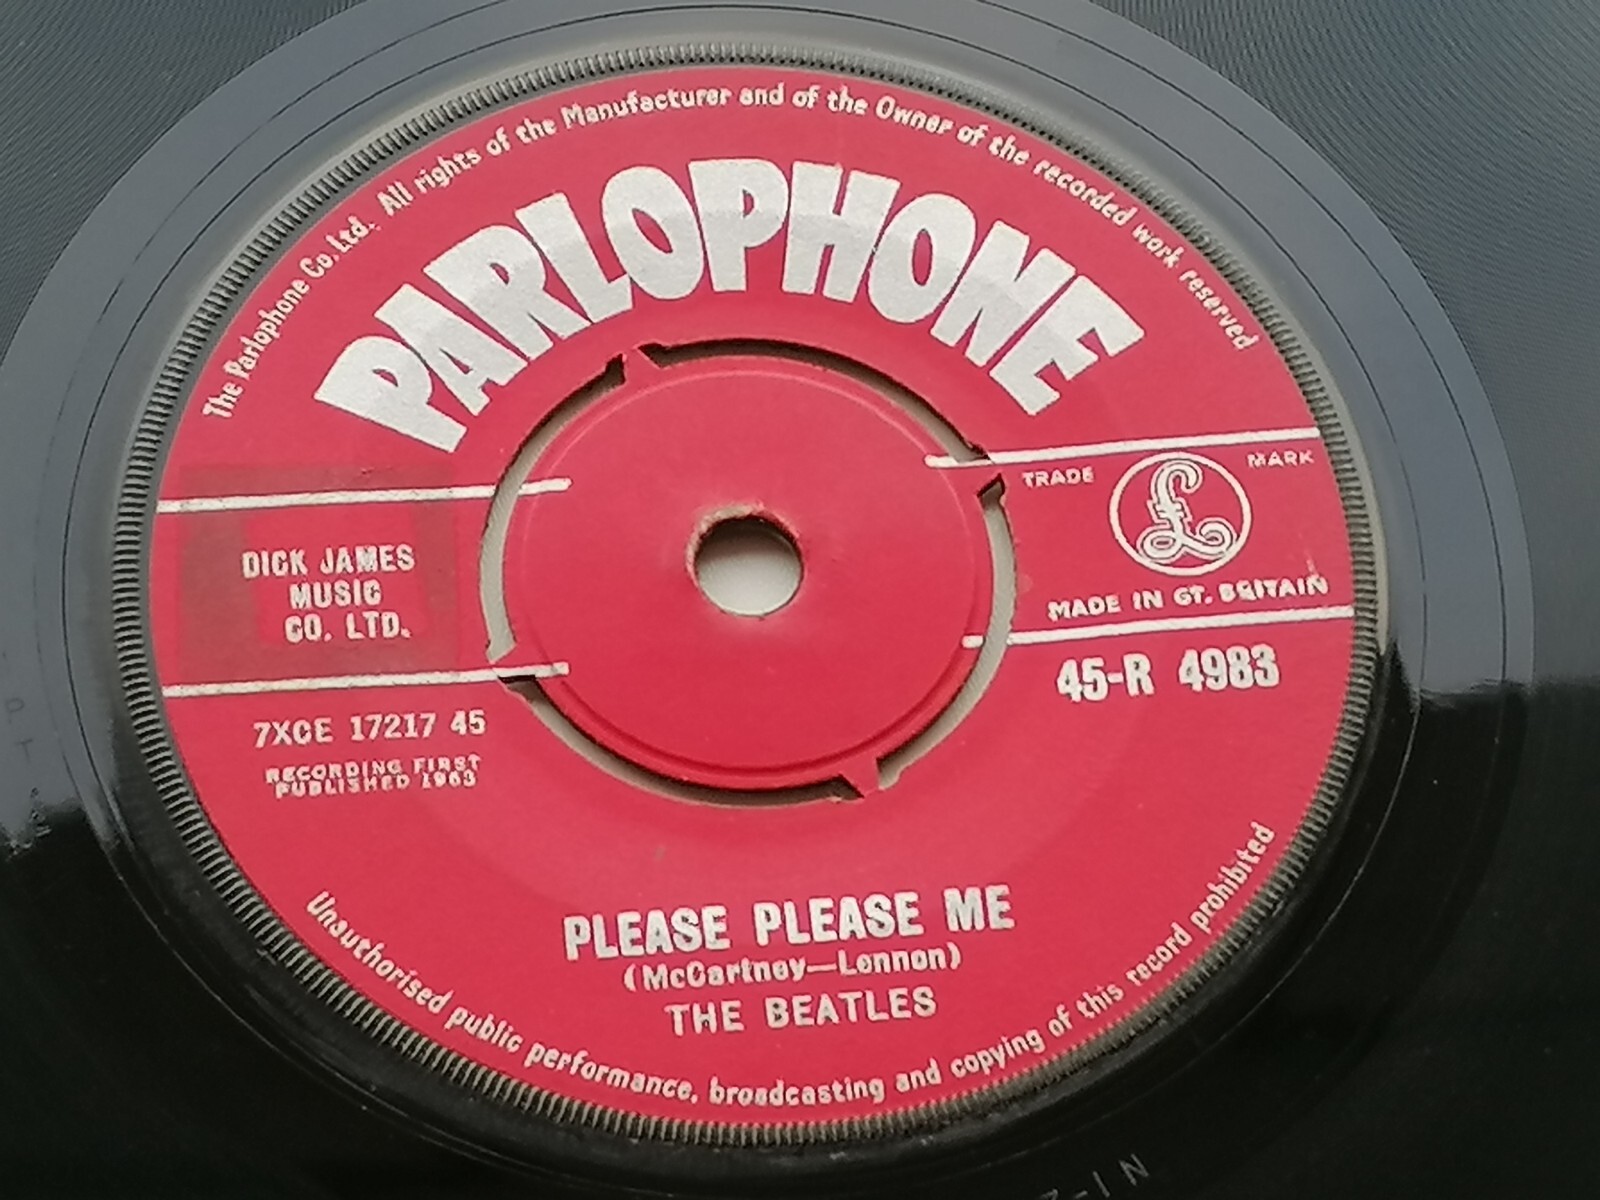 The Parlophone Co. Ltd. All rights of the Manufacturer and of the Owner of the recorded work reserved
PARLOPHONE
TRADE MARK
£
MADE IN GT. BRITAIN
DICK JAMES
MUSIC
CO. LTD.
45-R 4983
7XCE 17217 45
RECORDING FIRST
PUBLISHED 1963
PLEASE PLEASE ME
(McCartney—Lennon)
THE BEATLES
Unauthorised public performance, broadcasting and copying of this record prohibited